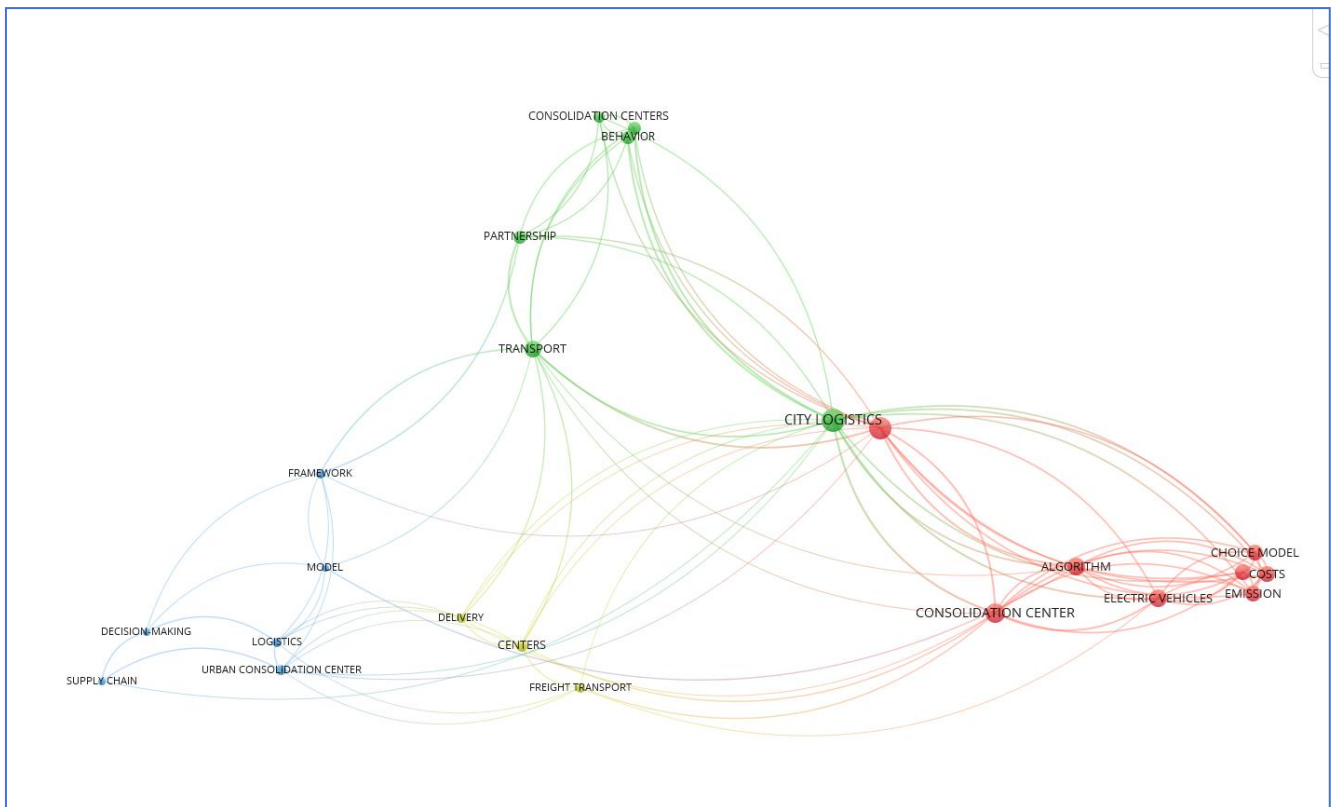 CONSOLIDATION CENTERS
BEHAVIOR
PARTNERSHIP
TRANSPORT
CITY LOGISTICS
FRAMEWORK
CHOICE MODEL
MODEL
ALGORITHM
COSTS
EMISSION
ELECTRIC VEHICLES
CONSOLIDATION CENTER
DELIVERY
DECISION-MAKING
LOGISTICS
CENTERS
URBAN CONSOLIDATION CENTER
SUPPLY CHAIN
FREIGHT TRANSPORT